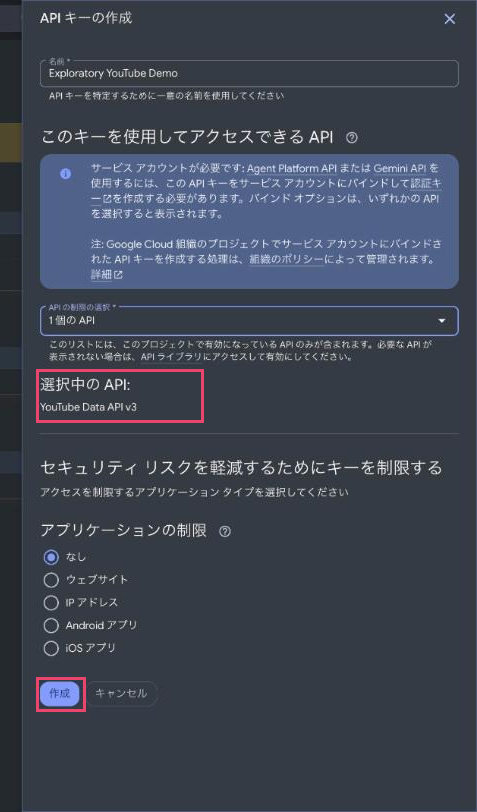 API キーの作成
名前 *
Exploratory YouTube Demo
API キーを特定するために一意の名前を使用してください
このキーを使用してアクセスできる API
サービス アカウントが必要です: Agent Platform API または Gemini API を
使用するには、この API キーをサービス アカウントにバインドして認証キ
ーを作成する必要があります。バインド オプションは、いずれかの API
を選択すると表示されます。
注: Google Cloud 組織のプロジェクトでサービス アカウントにバインドさ
れた API キーを作成する処理は、組織のポリシーによって管理されます。
詳細
API の制限の選択 *
1 個の API
このリストには、このプロジェクトで有効になっている API のみが含まれます。必要な API が
表示されない場合は、API ライブラリにアクセスして有効にしてください。
選択中の API:
YouTube Data API v3
セキュリティ リスクを軽減するためにキーを制限する
アクセスを制限するアプリケーション タイプを選択してください
アプリケーションの制限
なし
ウェブサイト
IP アドレス
Android アプリ
iOS アプリ
作成
キャンセル